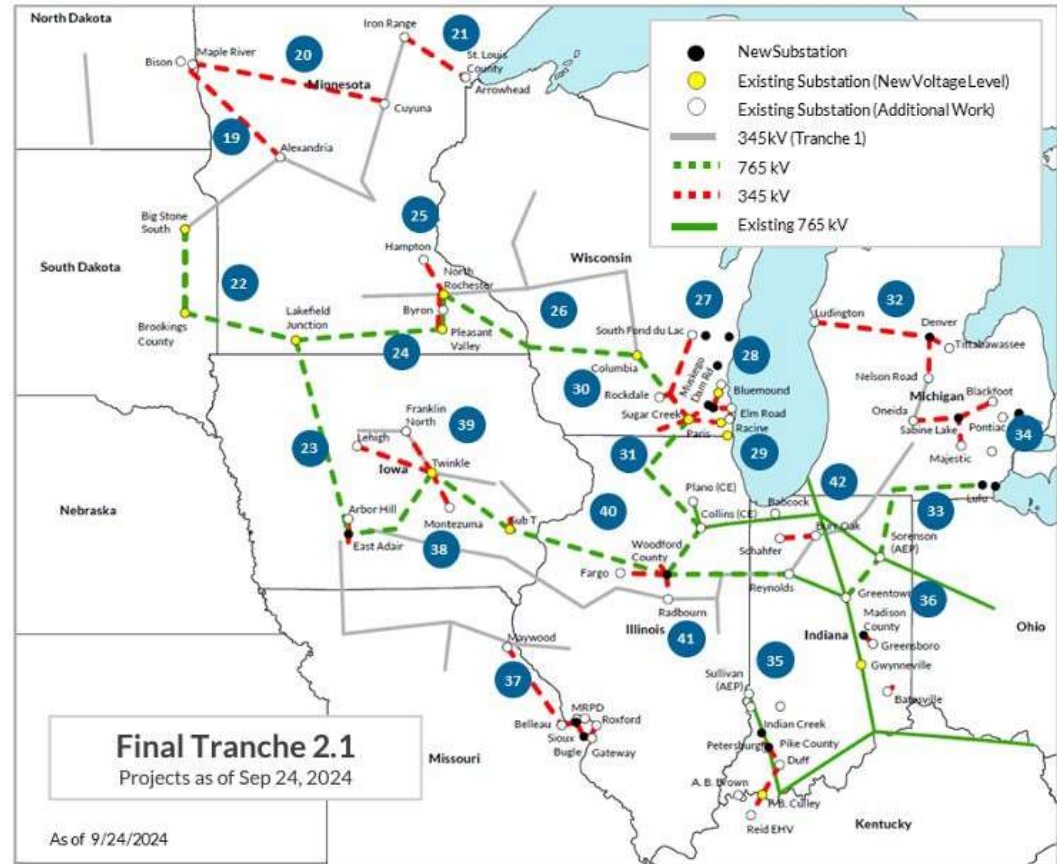 North Dakota
Bison
Maple River
20
Minnesota
Iron Range
21
St. Louis
County
Arrowhead
Cuyuna
19
Alexandria
New Substation
Existing Substation (New Voltage Level)
Existing Substation (Additional Work)
345kV (Tranche 1)
765 kV
345 kV
Existing 765 kV
Big Stone
South
South Dakota
22
Brookings
County
Lakefield
Junction
25
Hampton
North
Rochester
Byron
Pleasant
Valley
24
Wisconsin
26
27
South Fond du Lac
28
Columbia
30
Rockdale
Muskego
Dam Rd
Bluemound
Sugar Creek
Elm Road
Paris
Racine
29
31
32
Ludington
Denver
Tittabawassee
Nelson Road
Michigan
Blackfoot
Oneida
Sabine Lake
Pontiac
34
Majestic
Lulu
33
Franklin
North
39
Lehigh
Iowa
Twinkle
23
Nebraska
Arbor Hill
East Adair
Montezuma
38
Sub T
40
Plano (CE)
Collins (CE)
Babcock
42
Burr Oak
Schahfer
Sorenson
(AEP)
Woodford
County
Fargo
Radbourn
Reynolds
Greentown
36
Illinois
41
Indiana
Madison
County
Greensboro
Ohio
Gwynneville
Batesville
35
Sullivan
(AEP)
Maywood
37
MRPD
Belleau
Roxford
Sioux
Bugle
Gateway
Indian Creek
Petersburg
Pike County
Duff
A. B. Brown
F. B. Culley
Reid EHV
Missouri
Kentucky
Final Tranche 2.1
Projects as of Sep 24, 2024
As of 9/24/2024